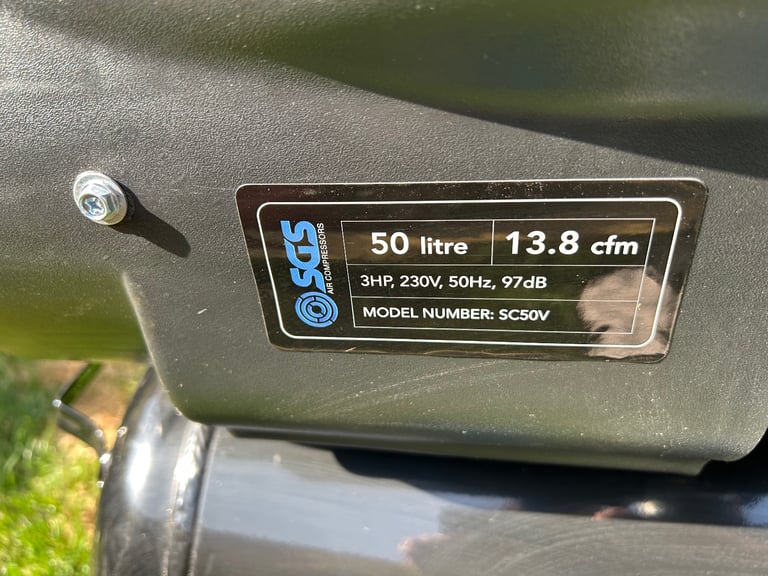 SGS
AIR COMPRESSORS
50 litre 13.8 cfm
3HP, 230V, 50Hz, 97dB
MODEL NUMBER: SC50V